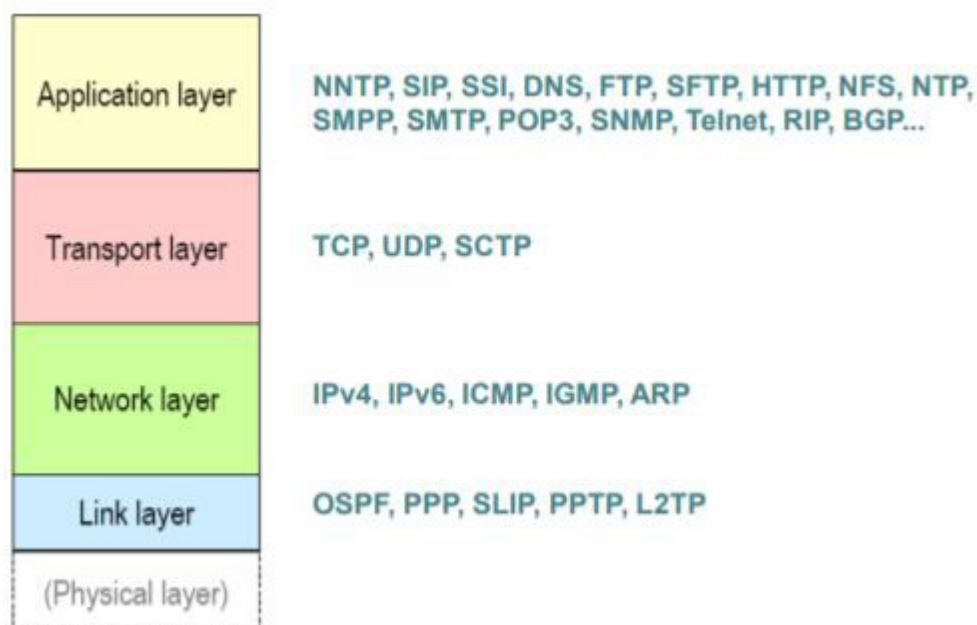 Application layer
NNTP, SIP, SSI, DNS, FTP, SFTP, HTTP, NFS, NTP,
SMPP, SMTP, POP3, SNMP, Telnet, RIP, BGP...
Transport layer
TCP, UDP, SCTP
Network layer
IPv4, IPv6, ICMP, IGMP, ARP
Link layer
OSPF, PPP, SLIP, PPTP, L2TP
(Physical layer)